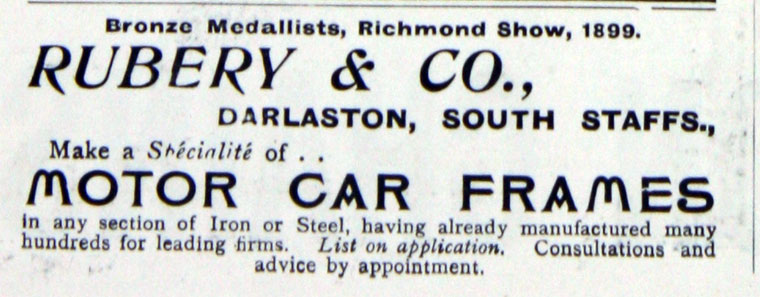 Bronze Medallists, Richmond Show, 1899.
RUBERY & CO.,
DARLASTON, SOUTH STAFFS.,
Make a Spécialité of . .
MOTOR CAR FRAMES
in any section of Iron or Steel, having already manufactured many
hundreds for leading firms. List on application. Consultations and
advice by appointment.